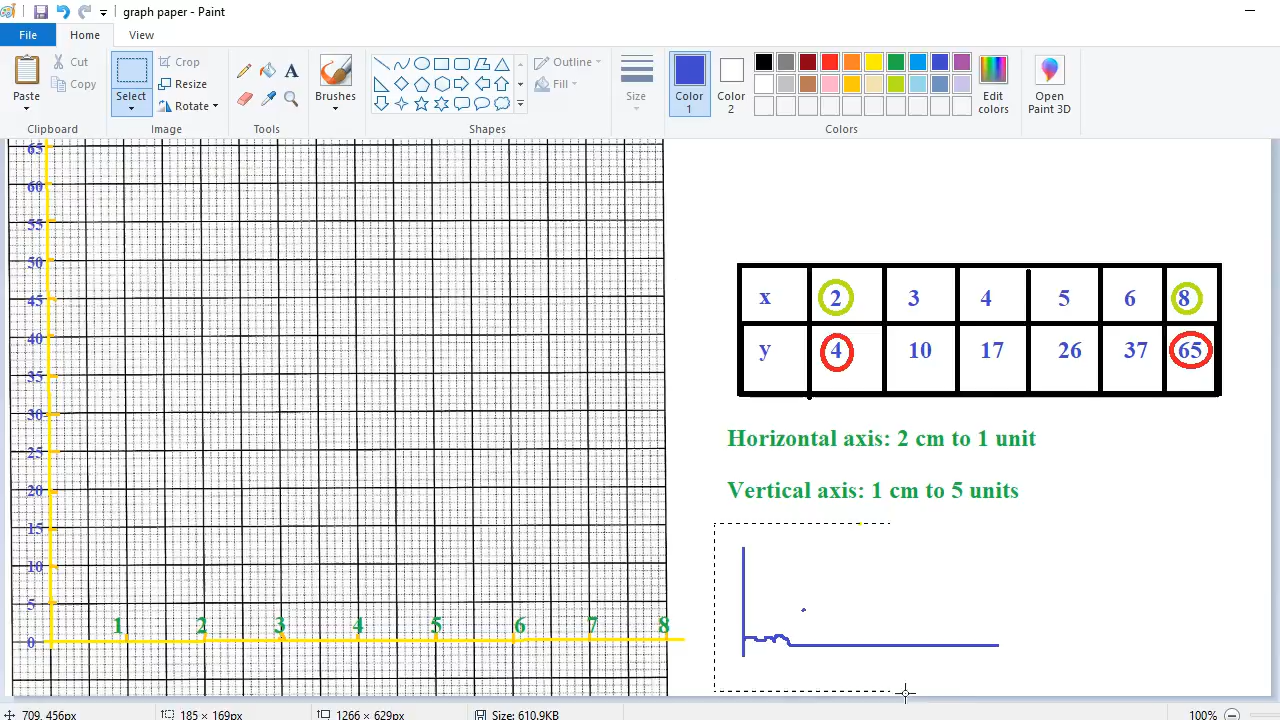 graph paper - Paint
File Home View
Paste
Cut
Copy
Clipboard
Select
Crop
Resize
Rotate
Image
A
Tools
Brushes
Outline
Fill
Shapes
Size
Color 1
Color 2
Edit colors
Colors
Open Paint 3D
65
60
55
50
45
40
35
30
25
20
15
10
5
0
1 2 3 4 5 6 7 8
x 2 3 4 5 6 8
y 4 10 17 26 37 65
Horizontal axis: 2 cm to 1 unit
Vertical axis: 1 cm to 5 units
709, 456px 185 × 169px 1266 × 629px Size: 610.9KB 100%